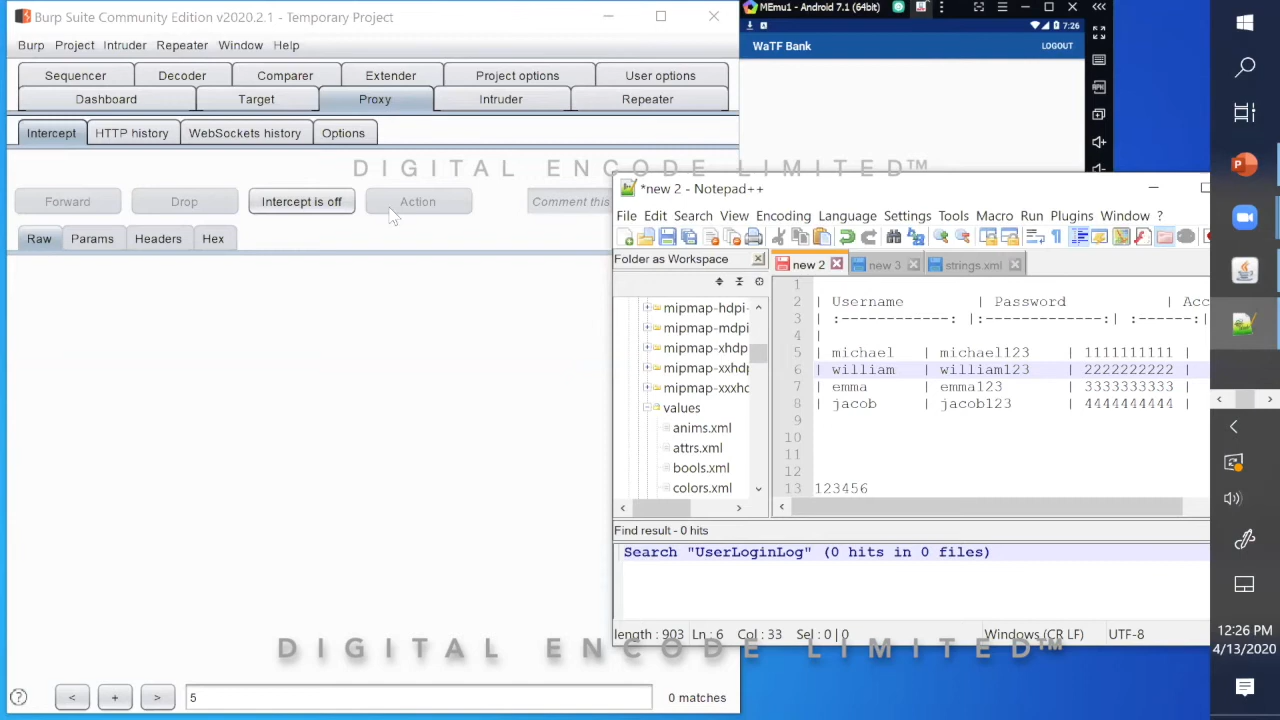 Burp Suite Community Edition v2020.2.1 - Temporary Project
Burp Project Intruder Repeater Window Help
Sequencer Decoder Comparer Extender Project options User options
Dashboard Target Proxy Intruder Repeater
Intercept HTTP history WebSockets history Options
Forward Drop Intercept is off Action Comment this
Raw Params Headers Hex
5
0 matches
MEmu1 - Android 7.1 (64bit)
7:26
WaTF Bank LOGOUT
DIGITAL ENCODE LIMITED™
*new 2 - Notepad++
File Edit Search View Encoding Language Settings Tools Macro Run Plugins Window ?
Folder as Workspace
new 2 new 3 strings.xml
mipmap-hdpi-
mipmap-mdpi
mipmap-xhdp
mipmap-xxhdp
mipmap-xxxhd
values
anims.xml
attrs.xml
bools.xml
colors.xml
1
2 | Username | Password | Acc
3 | :------------: |:------------:| :------:|
4 |
5 | michael | michael123 | 1111111111 |
6 | william | william123 | 2222222222 |
7 | emma | emma123 | 3333333333 |
8 | jacob | jacob123 | 4444444444 |
9
10
11
12
13 123456
Find result - 0 hits
Search "UserLoginLog" (0 hits in 0 files)
length : 903 Ln : 6 Col : 33 Sel : 0 | 0 Windows (CR LF) UTF-8
DIGITAL ENCODE LIMITED™
12:26 PM
4/13/2020